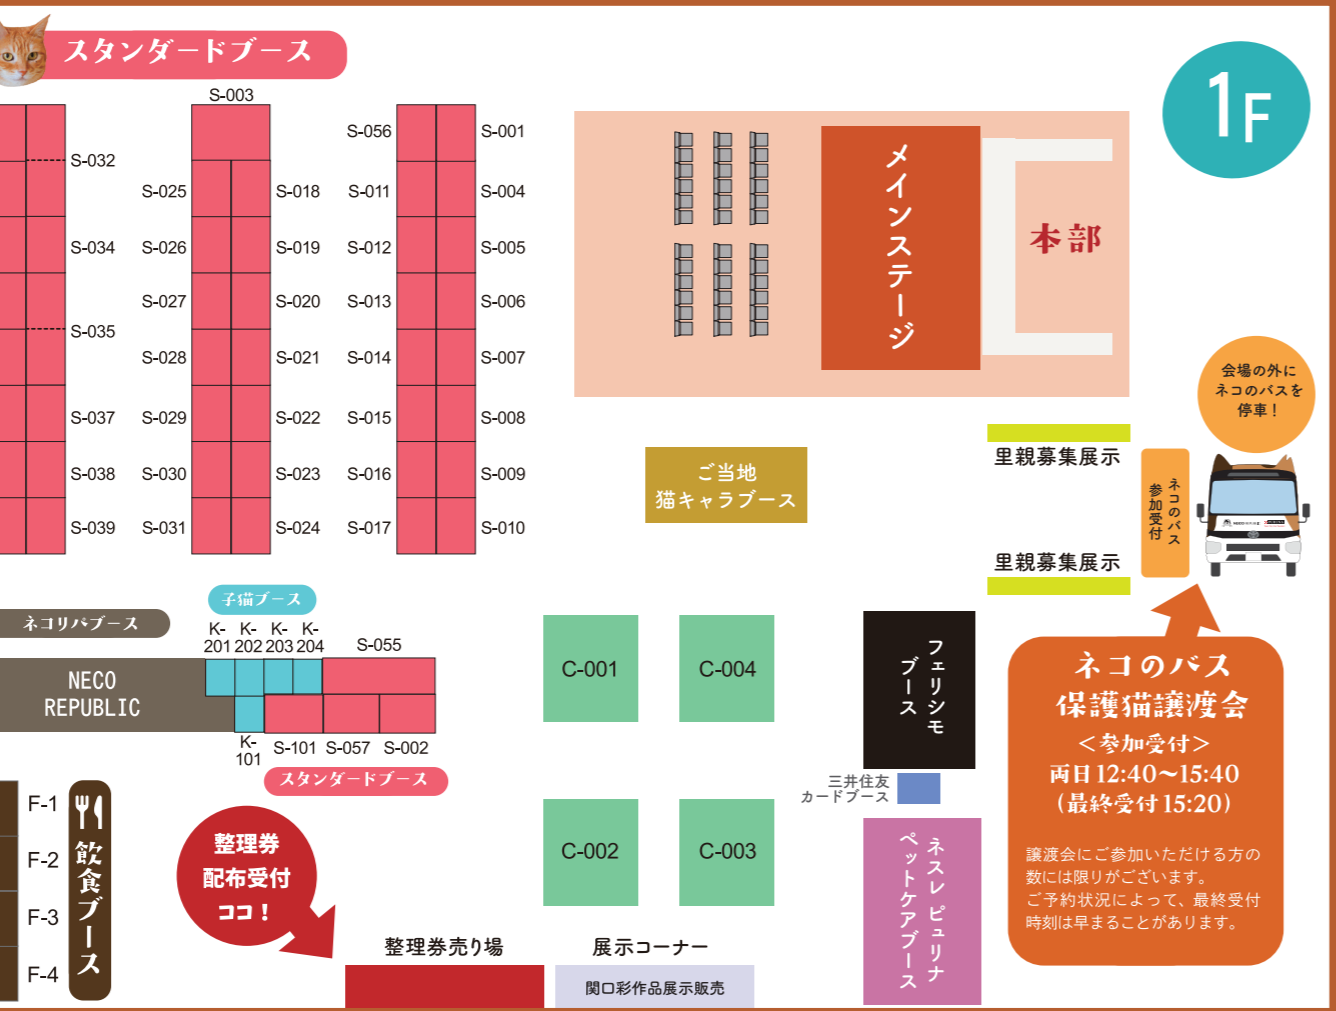 スタンダードブース
1F
S-003
S-032
S-034
S-035
S-037
S-038
S-039
S-025
S-026
S-027
S-028
S-029
S-030
S-031
S-018
S-019
S-020
S-021
S-022
S-023
S-024
S-056
S-011
S-012
S-013
S-014
S-015
S-016
S-017
S-001
S-004
S-005
S-006
S-007
S-008
S-009
S-010
メインステージ
本部
会場の外に
ネコのバスを
停車！
里親募集展示
里親募集展示
ネコのバス
参加受付
ご当地
猫キャラブース
ネコリパブース
NECO
REPUBLIC
子猫ブース
K-
201
K-
202
K-
203
K-
204
S-055
K-
101
S-101
S-057
S-002
スタンダードブース
C-001
C-004
C-002
C-003
フェリシモ
ブース
三井住友
カードブース
ネスレ ピュリナ
ペットケアブース
ネコのバス
保護猫譲渡会
＜参加受付＞
両日12:40〜15:40
（最終受付15:20）
譲渡会にご参加いただける方の
数には限りがございます。
ご予約状況によって、最終受付
時刻は早まることがあります。
F-1
F-2
F-3
F-4
飲食ブース
整理券
配布受付
ココ！
整理券売り場
展示コーナー
関口彩作品展示販売